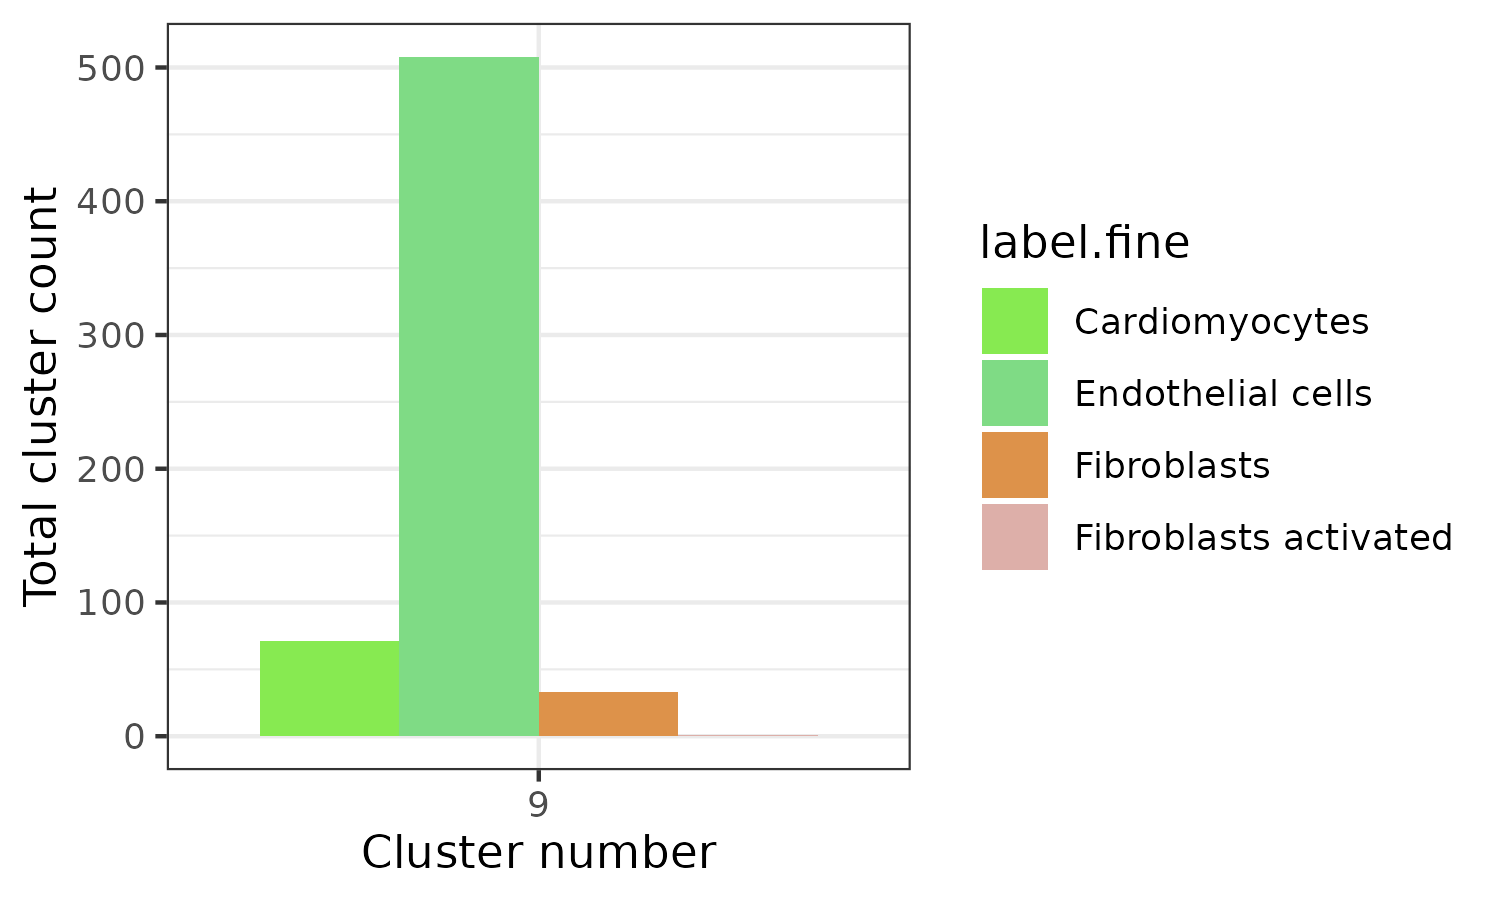 500
400
300
200
100
0
Total cluster count
9
Cluster number
label.fine
Cardiomyocytes
Endothelial cells
Fibroblasts
Fibroblasts activated